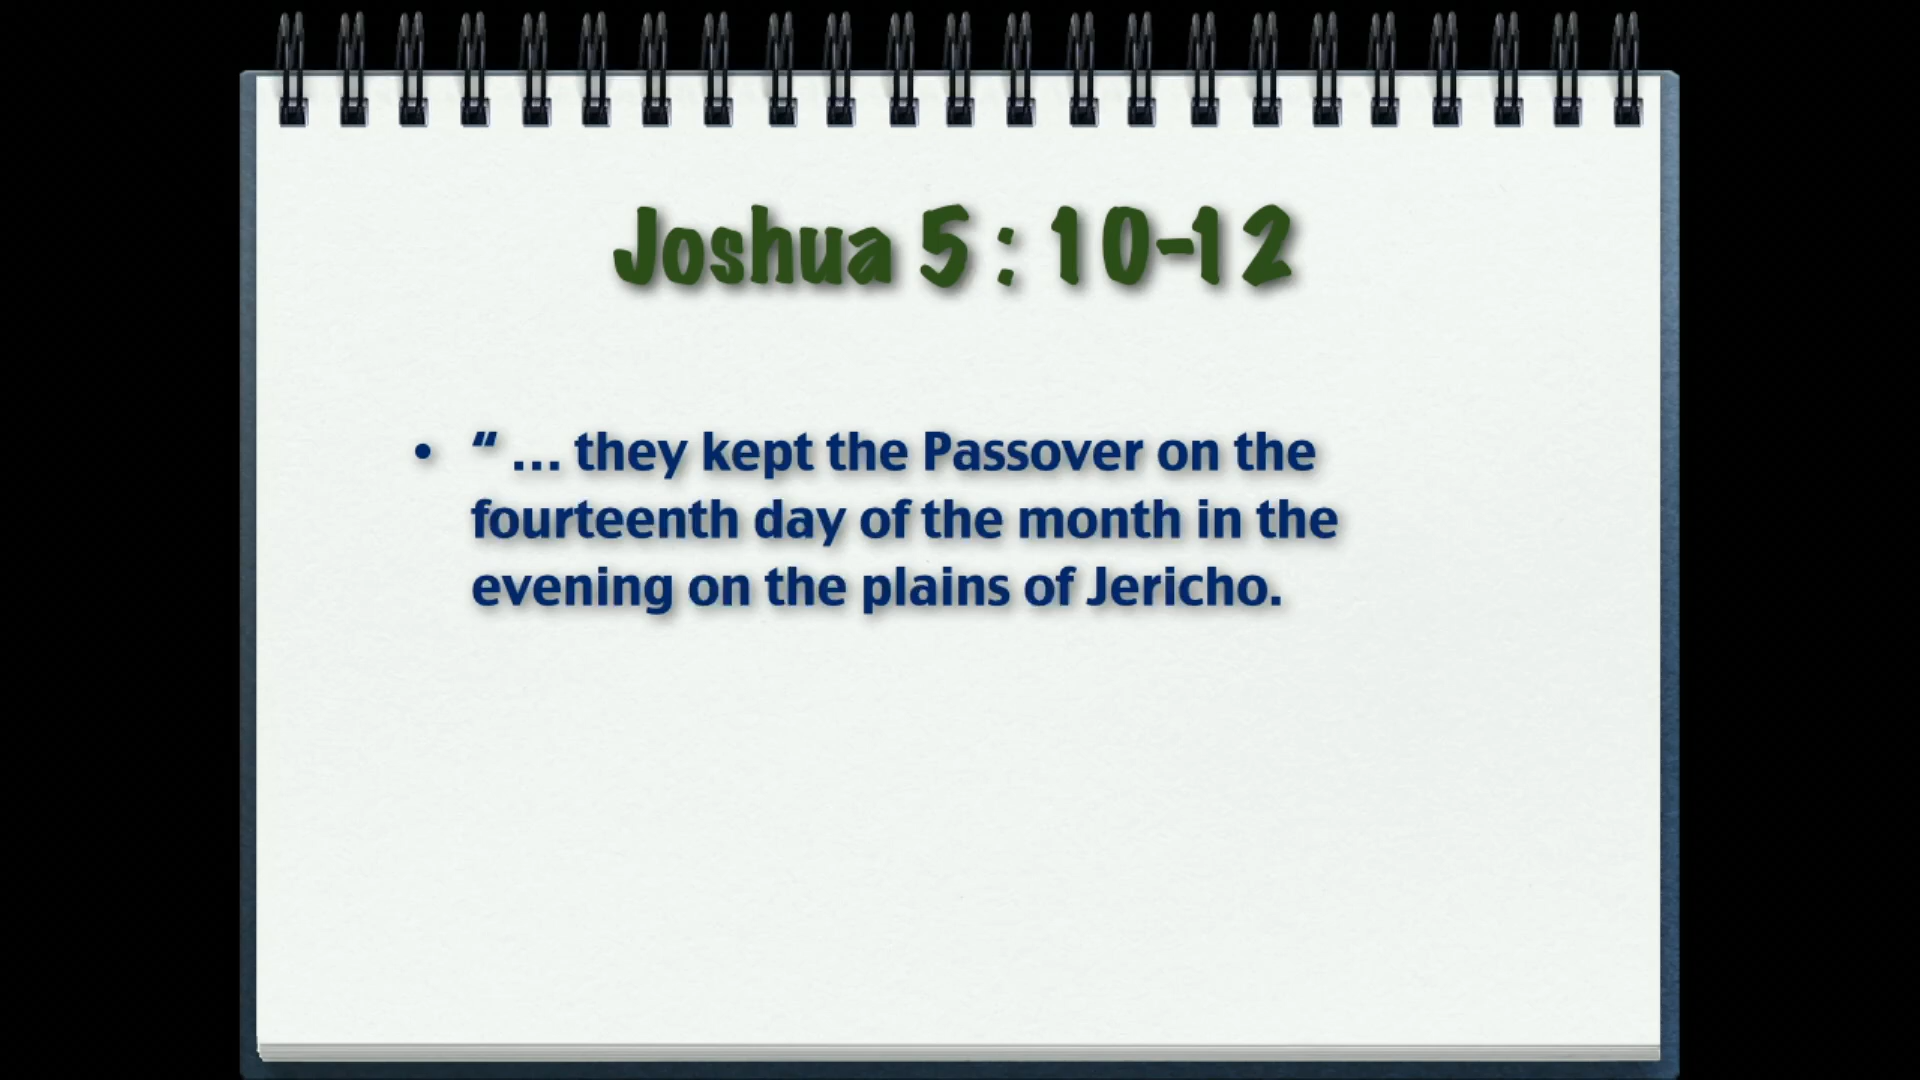 Joshua 5 : 10-12
• “ … they kept the Passover on the
fourteenth day of the month in the
evening on the plains of Jericho.